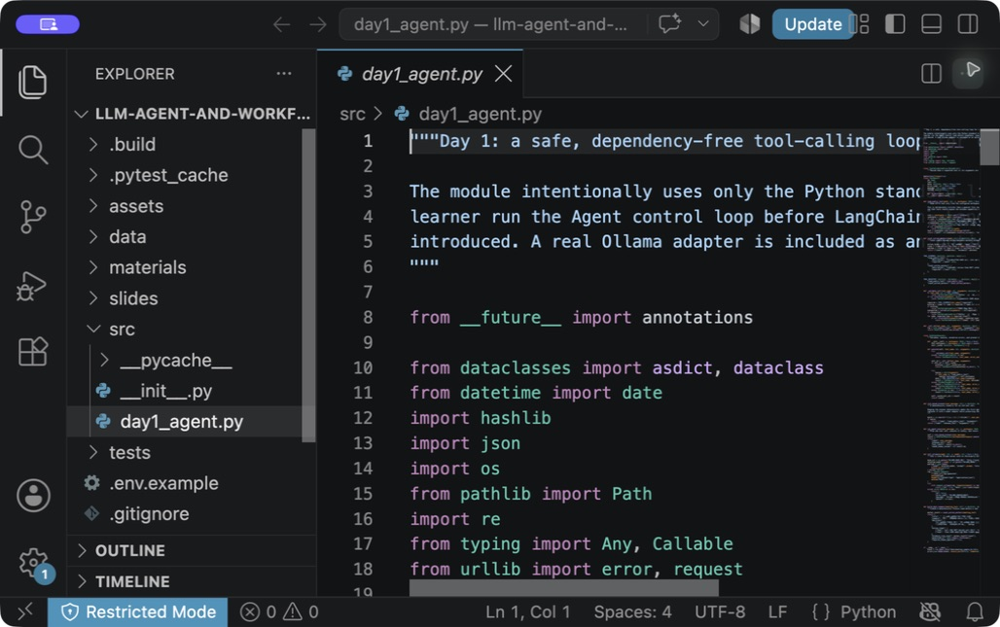 day1_agent.py — llm-agent-and-...
Update
EXPLORER
...
day1_agent.py
LLM-AGENT-AND-WORKF...
.build
.pytest_cache
assets
data
materials
slides
src
__pycache__
__init__.py
day1_agent.py
tests
.env.example
.gitignore
OUTLINE
TIMELINE
src > day1_agent.py
1 """Day 1: a safe, dependency-free tool-calling loop
2
3 The module intentionally uses only the Python stand
4 learner run the Agent control loop before LangChain
5 introduced. A real Ollama adapter is included as an
6 """
7
8 from __future__ import annotations
9
10 from dataclasses import asdict, dataclass
11 from datetime import date
12 import hashlib
13 import json
14 import os
15 from pathlib import Path
16 import re
17 from typing import Any, Callable
18 from urllib import error, request
19
1
Restricted Mode
0 0
Ln 1, Col 1
Spaces: 4
UTF-8
LF
{ } Python